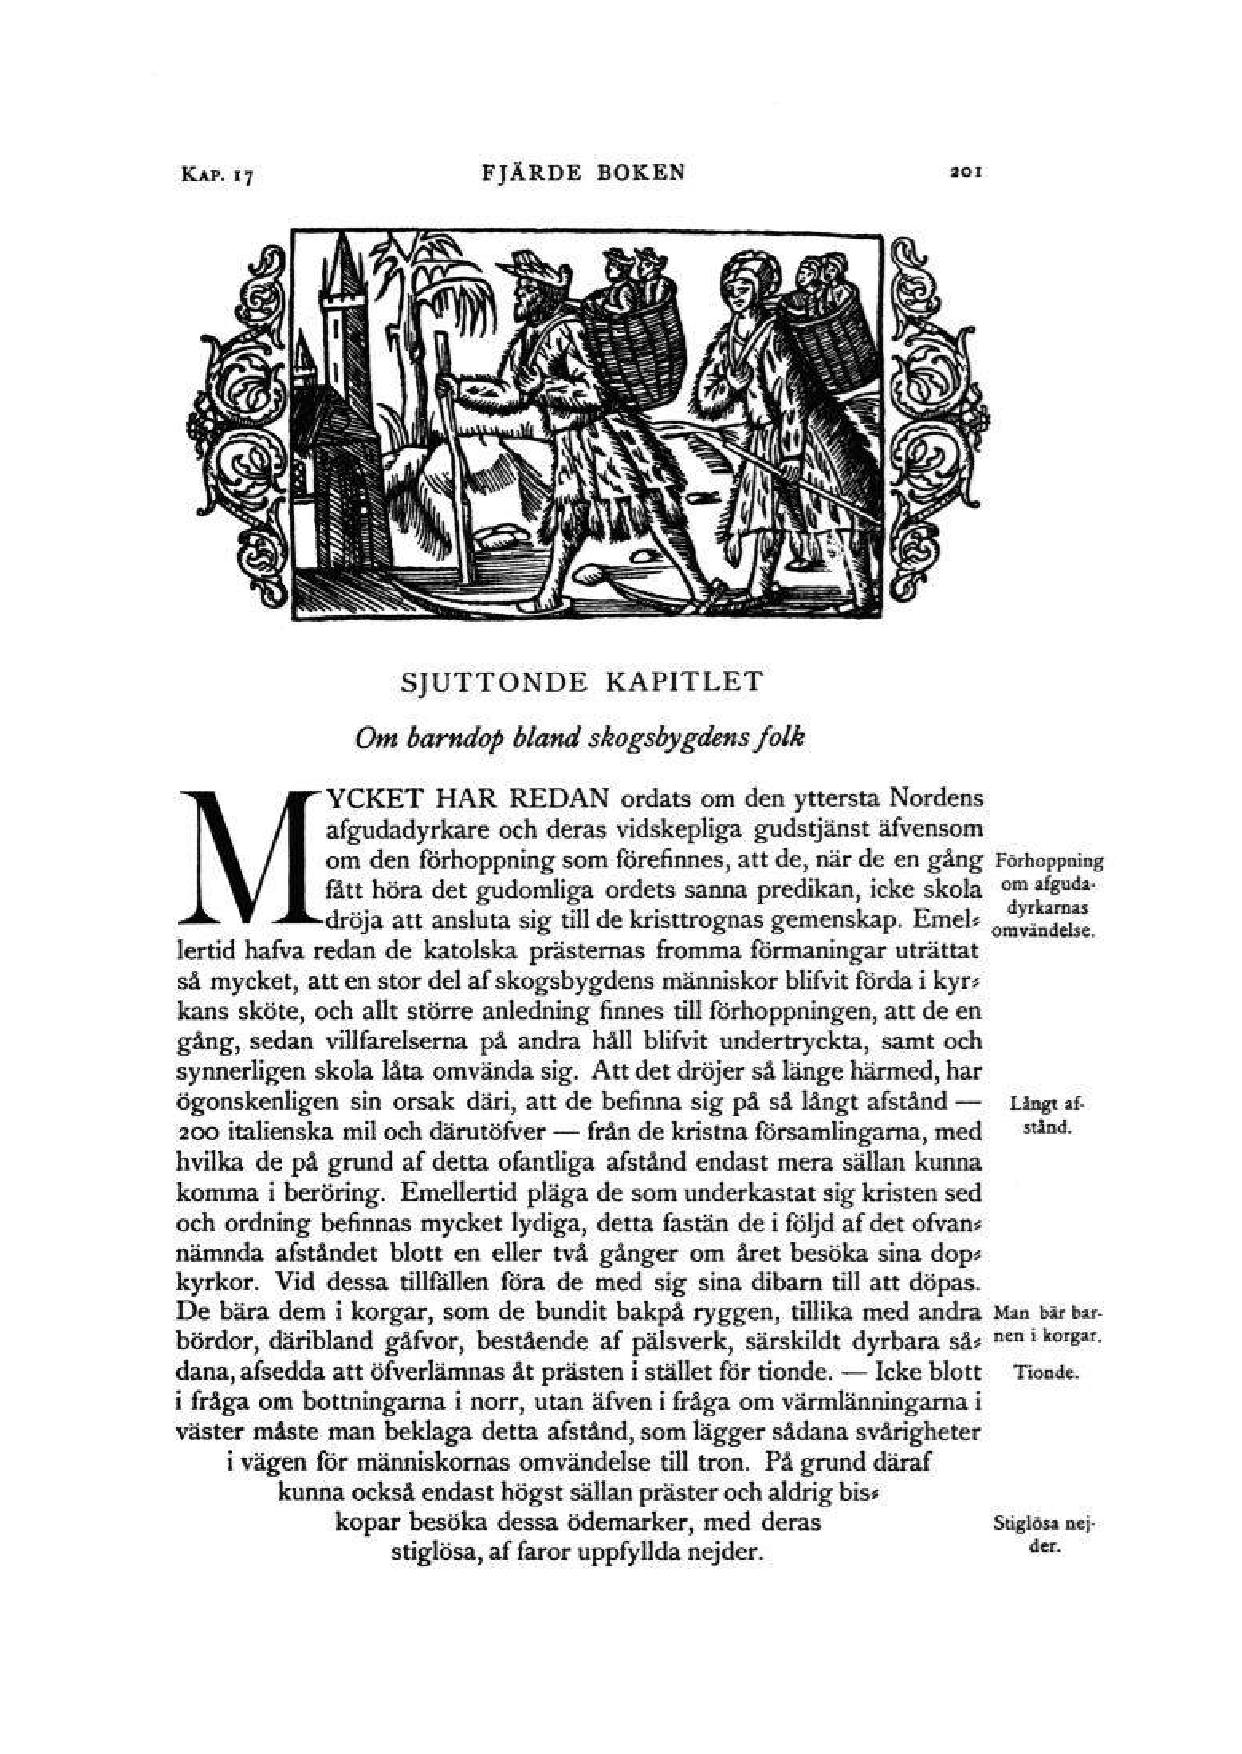 KAP. 17
FJÄRDE BOKEN
201
SJUTTONDE KAPITLET
Om barndop bland skogsbygdens folk
MYCKET HAR REDAN ordats om den yttersta Nordens
afgudadyrkare och deras vidskepliga gudstjänst äfvensom
om den förhoppning som förefinnes, att de, när de en gång
fått höra det gudomliga ordets sanna predikan, icke skola
dröja att ansluta sig till de kristtrognas gemenskap. Emel-
lertid hafva redan de katolska prästernas fromma förmaningar uträttat
så mycket, att en stor del af skogsbygdens människor blifvit förda i kyr-
kans sköte, och allt större anledning finnes till förhoppningen, att de en
gång, sedan villfarelserna på andra håll blifvit undertryckta, samt och
synnerligen skola låta omvända sig. Att det dröjer så länge härmed, har
ögonskenligen sin orsak däri, att de befinna sig på så långt afstånd —
200 italienska mil och därutöfver — från de kristna församlingarna, med
hvilka de på grund af detta ofantliga afstånd endast mera sällan kunna
komma i beröring. Emellertid pläga de som underkastat sig kristen sed
och ordning befinnas mycket lydiga, detta fastän de i följd af det ofvan-
nämnda afståndet blott en eller två gånger om året besöka sina dop-
kyrkor. Vid dessa tillfällen föra de med sig sina dibarn till att döpas.
De bära dem i korgar, som de bundit bakpå ryggen, tillika med andra
bördor, däribland gåfvor, bestående af pälsverk, särskildt dyrbara så-
dana, afsedda att öfverlämnas åt prästen i stället för tionde. — Icke blott
i fråga om bottningarna i norr, utan äfven i fråga om värmlänningarna i
väster måste man beklaga detta afstånd, som lägger sådana svårigheter
i vägen för människornas omvändelse till tron. På grund däraf
kunna också endast högst sällan präster och aldrig bis-
kopar besöka dessa ödemarker, med deras
stiglösa, af faror uppfyllda nejder.
Förhoppning
om afguda-
dyrkarnas
omvändelse.
Långt af-
stånd.
Man bär bar-
nen i korgar.
Tionde.
Stiglösa nej-
der.